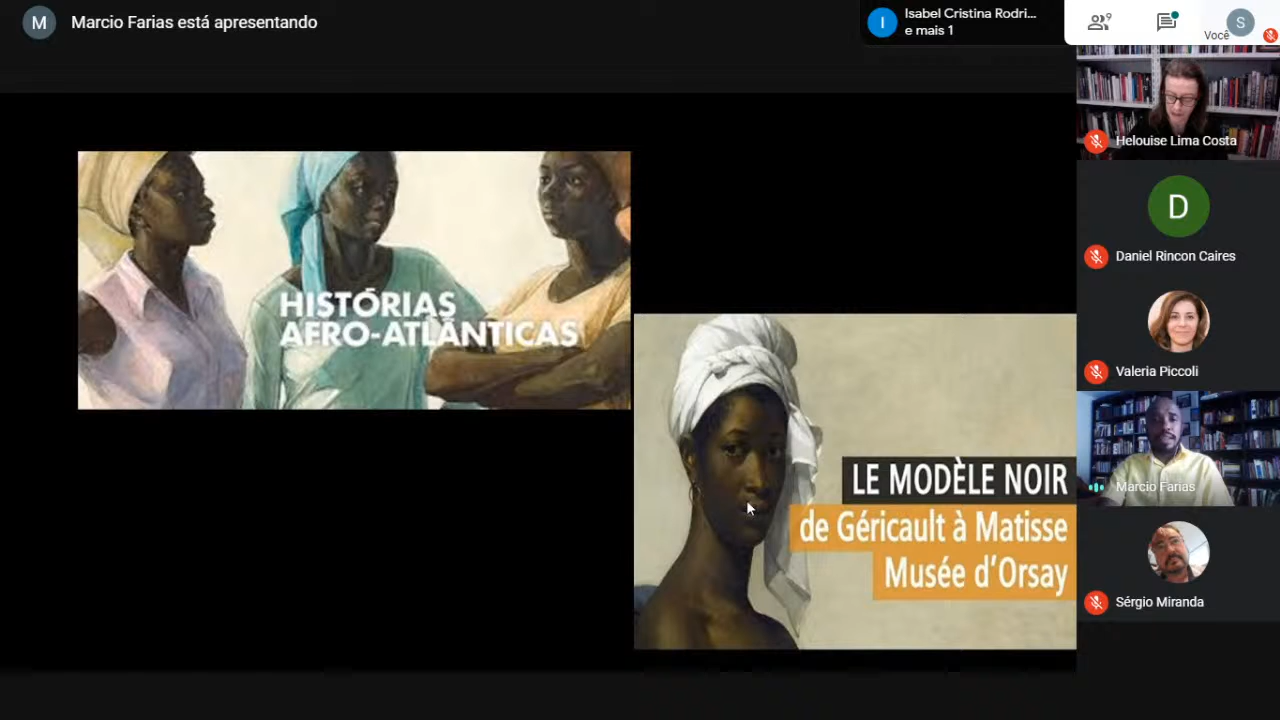 M
Marcio Farias está apresentando
I
Isabel Cristina Rodri...
e mais 1
9
S
Você
Helouise Lima Costa
D
Daniel Rincon Caires
Valeria Piccoli
Marcio Farias
Sérgio Miranda
HISTÓRIAS
AFRO-ATLÂNTICAS
LE MODÈLE NOIR
de Géricault à Matisse
Musée d'Orsay